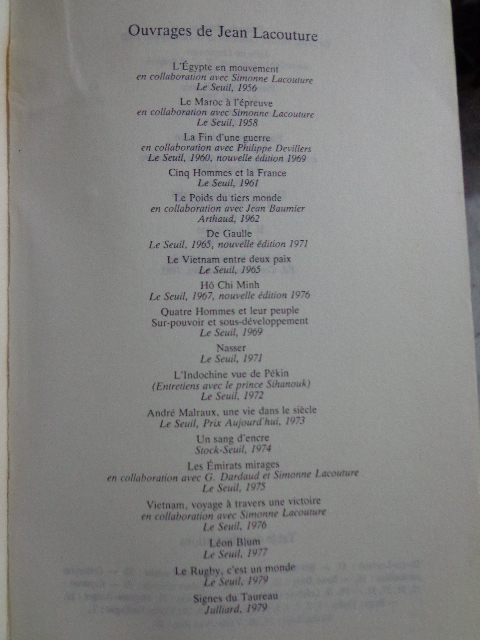 Ouvrages de Jean Lacouture
L'Égypte en mouvement
en collaboration avec Simonne Lacouture
Le Seuil, 1956
Le Maroc à l'épreuve
en collaboration avec Simonne Lacouture
Le Seuil, 1958
La Fin d'une guerre
en collaboration avec Philippe Devillers
Le Seuil, 1960, nouvelle édition 1969
Cinq Hommes et la France
Le Seuil, 1961
Le Poids du tiers monde
en collaboration avec Jean Baumier
Arthaud, 1962
De Gaulle
Le Seuil, 1965, nouvelle édition 1971
Le Vietnam entre deux paix
Le Seuil, 1965
Hô Chi Minh
Le Seuil, 1967, nouvelle édition 1976
Quatre Hommes et leur peuple
Sur-pouvoir et sous-développement
Le Seuil, 1969
Nasser
Le Seuil, 1971
L'Indochine vue de Pékin
(Entretiens avec le prince Sihanouk)
Le Seuil, 1972
André Malraux, une vie dans le siècle
Le Seuil, Prix Aujourd'hui, 1973
Un sang d'encre
Stock-Seuil, 1974
Les Émirats mirages
en collaboration avec G. Dardaud et Simonne Lacouture
Le Seuil, 1975
Vietnam, voyage à travers une victoire
en collaboration avec Simonne Lacouture
Le Seuil, 1976
Léon Blum
Le Seuil, 1977
Le Rugby, c'est un monde
Le Seuil, 1979
Signes du Taureau
Julliard, 1979